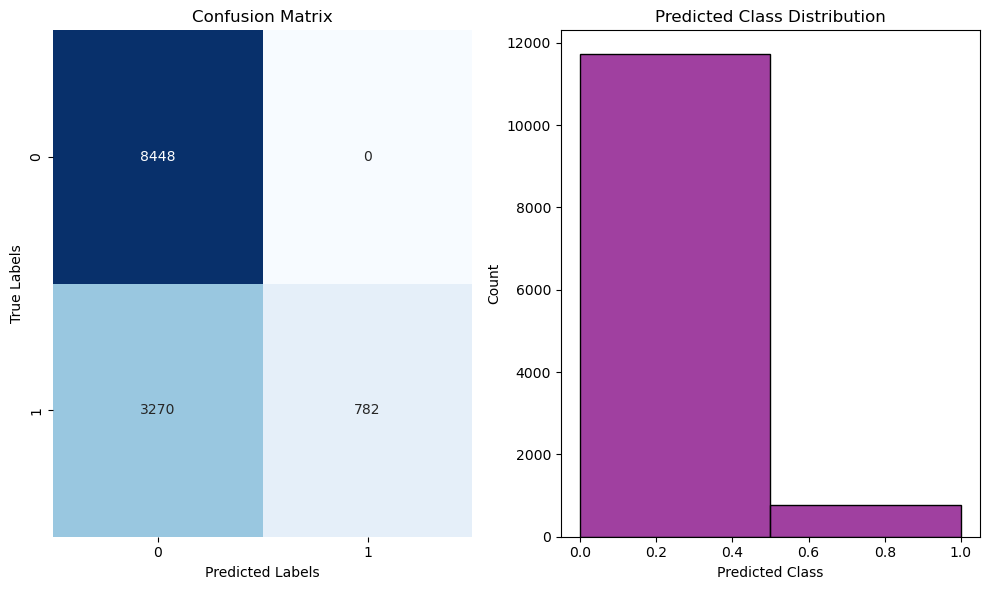 Confusion Matrix
0
8448
0
1
3270
782
True Labels
0 1
Predicted Labels
Predicted Class Distribution
12000
10000
8000
6000
4000
2000
0
Count
0.0 0.2 0.4 0.6 0.8 1.0
Predicted Class